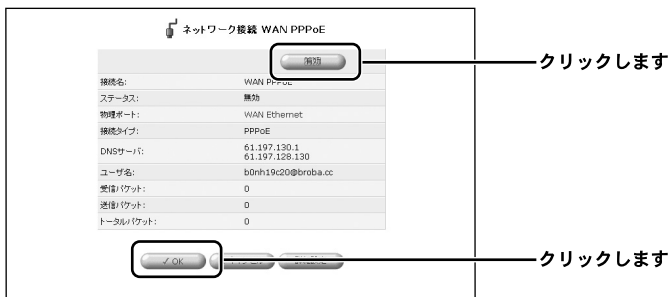 ネットワーク接続 WAN PPPoE
クリックします
接続名: WAN PPPoE
ステータス: 無効
物理ポート: WAN Ethernet
接続タイプ: PPPoE
DNSサーバ: 61.197.130.1
61.197.128.130
ユーザ名: b0nh19c20@broba.cc
受信パケット: 0
送信パケット: 0
トータルパケット: 0
✓ OK
クリックします